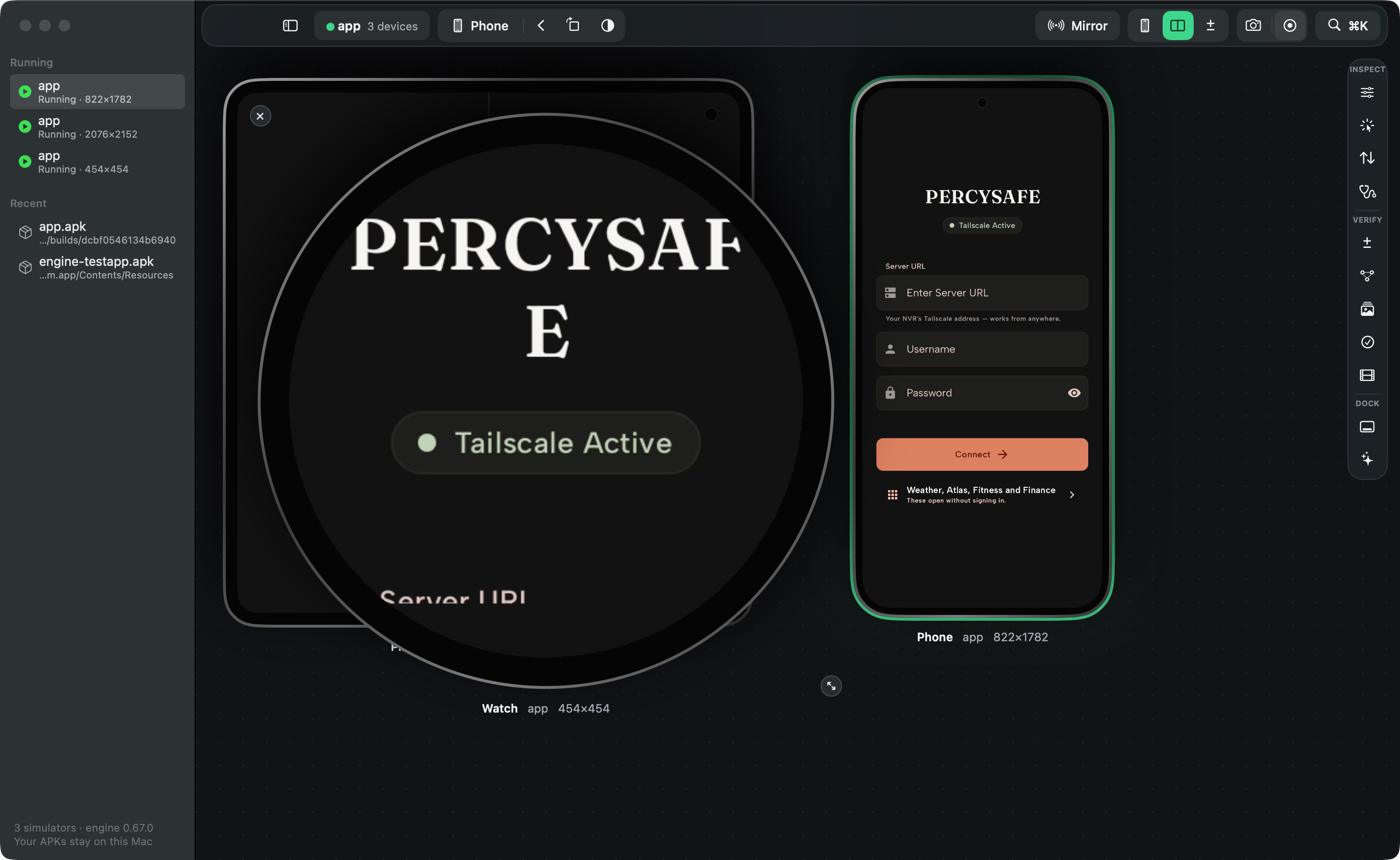 app 3 devices
Phone
Mirror
⌘K
Running
app
Running · 822×1782
app
Running · 2076×2152
app
Running · 454×454
Recent
app.apk
.../builds/dcbf0546134b6940
engine-testapp.apk
...m.app/Contents/Resources
3 simulators · engine 0.67.0
Your APKs stay on this Mac
PERCYSAF
E
Tailscale Active
Server URL
Watch app 454×454
PERCYSAFE
Tailscale Active
Server URL
Enter Server URL
Your NVR's Tailscale address — works from anywhere.
Username
Password
Connect
Weather, Atlas, Fitness and Finance
These open without signing in.
Phone app 822×1782
INSPECT
VERIFY
DOCK